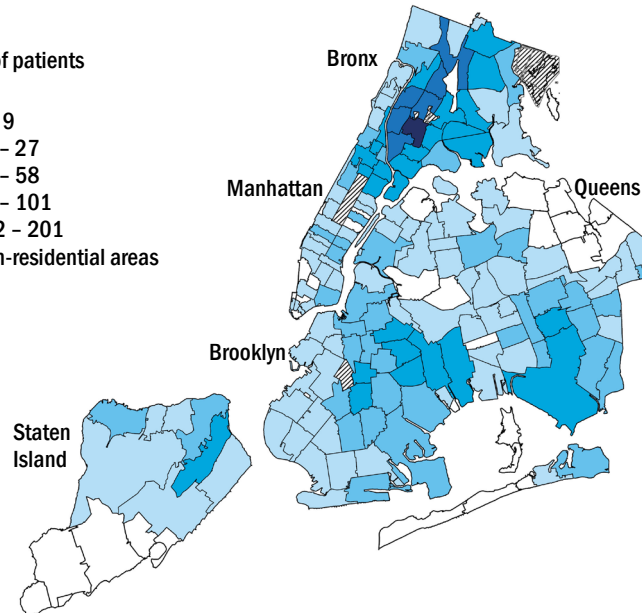 of patients
9
– 27
– 58
– 101
2 – 201
n-residential areas
Bronx
Manhattan
Queens
Brooklyn
Staten
Island